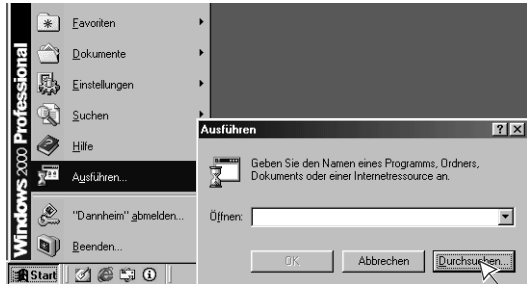 Windows 2000 Professional
Favoriten
Dokumente
Einstellungen
Suchen
Hilfe
Ausführen...
"Dannheim" abmelden...
Beenden...
Start
Ausführen
Geben Sie den Namen eines Programms, Ordners,
Dokuments oder einer Internetressource an.
Öffnen:
OK
Abbrechen
Durchsuchen...